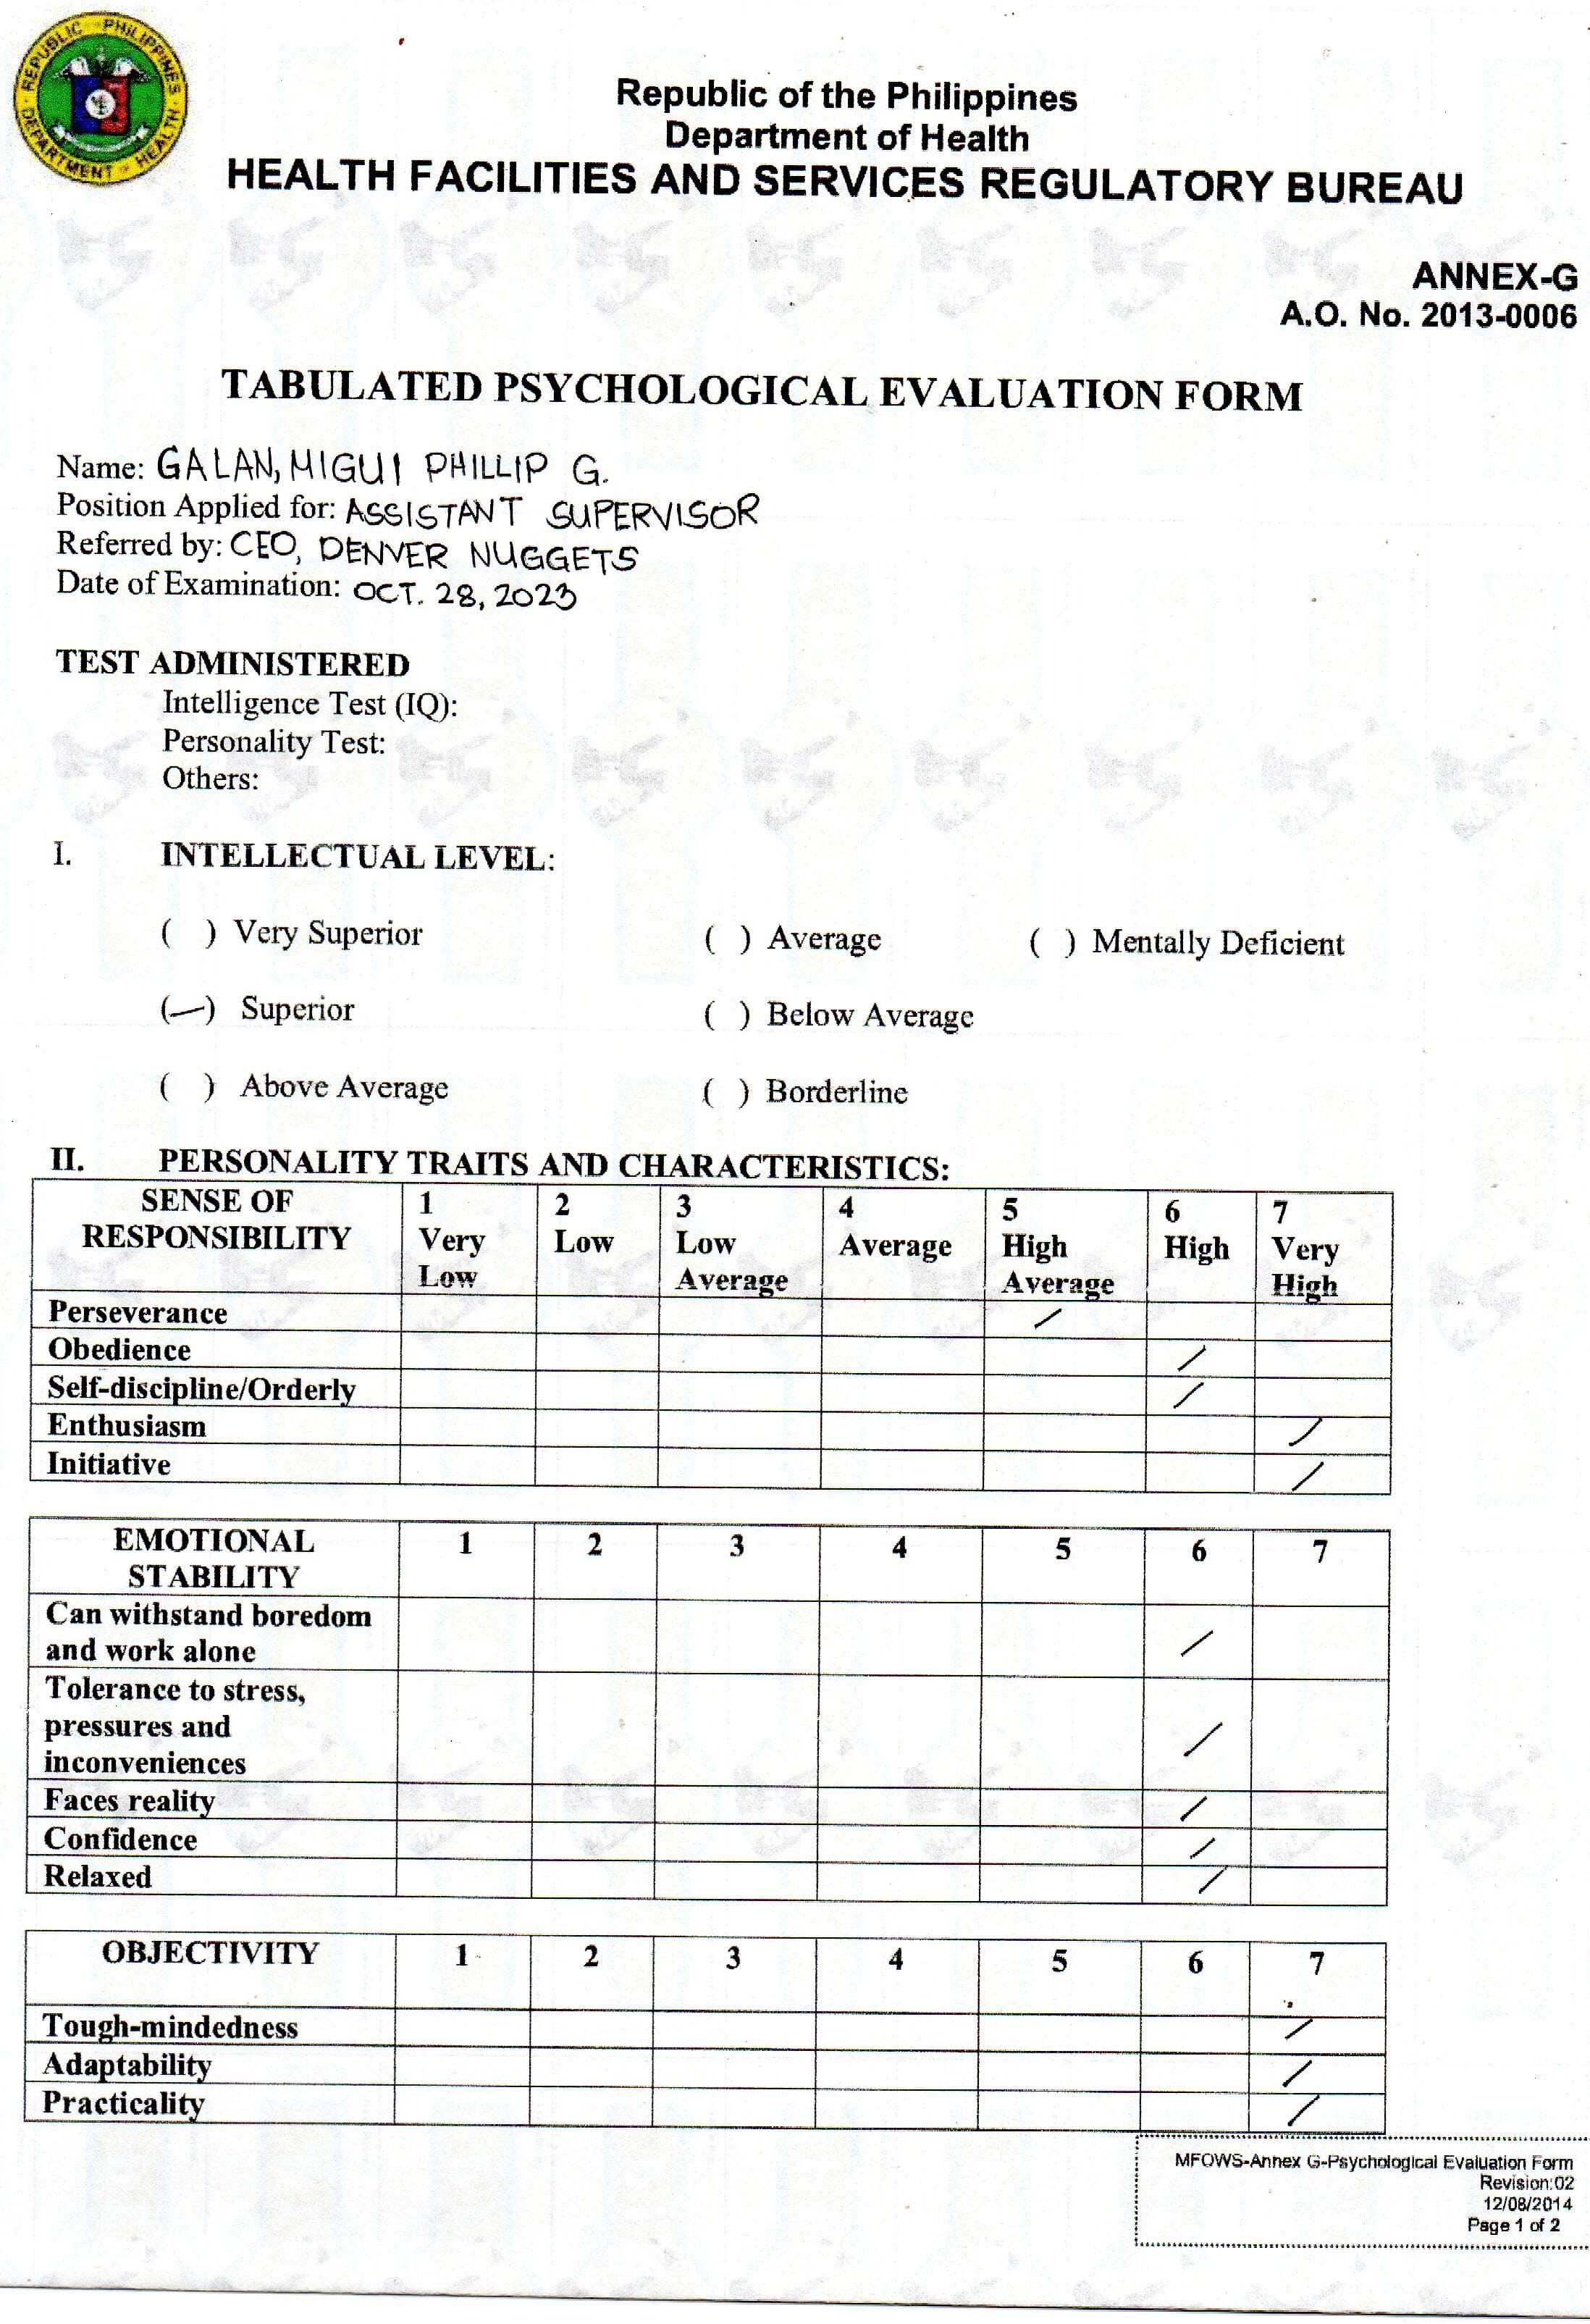 REPUBLIC · PHILIPPINES
DEPARTMENT · HEALTH
Republic of the Philippines
Department of Health
HEALTH FACILITIES AND SERVICES REGULATORY BUREAU
ANNEX-G
A.O. No. 2013-0006
TABULATED PSYCHOLOGICAL EVALUATION FORM
Name: GALAN, MIGUI PHILLIP G.
Position Applied for: ASSISTANT SUPERVISOR
Referred by: CEO, DENVER NUGGETS
Date of Examination: OCT. 28, 2023
TEST ADMINISTERED
Intelligence Test (IQ):
Personality Test:
Others:
I. INTELLECTUAL LEVEL:
( ) Very Superior ( ) Average ( ) Mentally Deficient
(—) Superior ( ) Below Average
( ) Above Average ( ) Borderline
II. PERSONALITY TRAITS AND CHARACTERISTICS:
SENSE OF 1 2 3 4 5 6 7
RESPONSIBILITY Very Low Low Average High High Very
Low Average Average High
Perseverance /
Obedience /
Self-discipline/Orderly /
Enthusiasm /
Initiative /
EMOTIONAL 1 2 3 4 5 6 7
STABILITY
Can withstand boredom
and work alone /
Tolerance to stress,
pressures and /
inconveniences
Faces reality /
Confidence /
Relaxed /
OBJECTIVITY 1 2 3 4 5 6 7
Tough-mindedness /
Adaptability /
Practicality /
MFOWS-Annex G-Psychological Evaluation Form
Revision:02
12/08/2014
Page 1 of 2